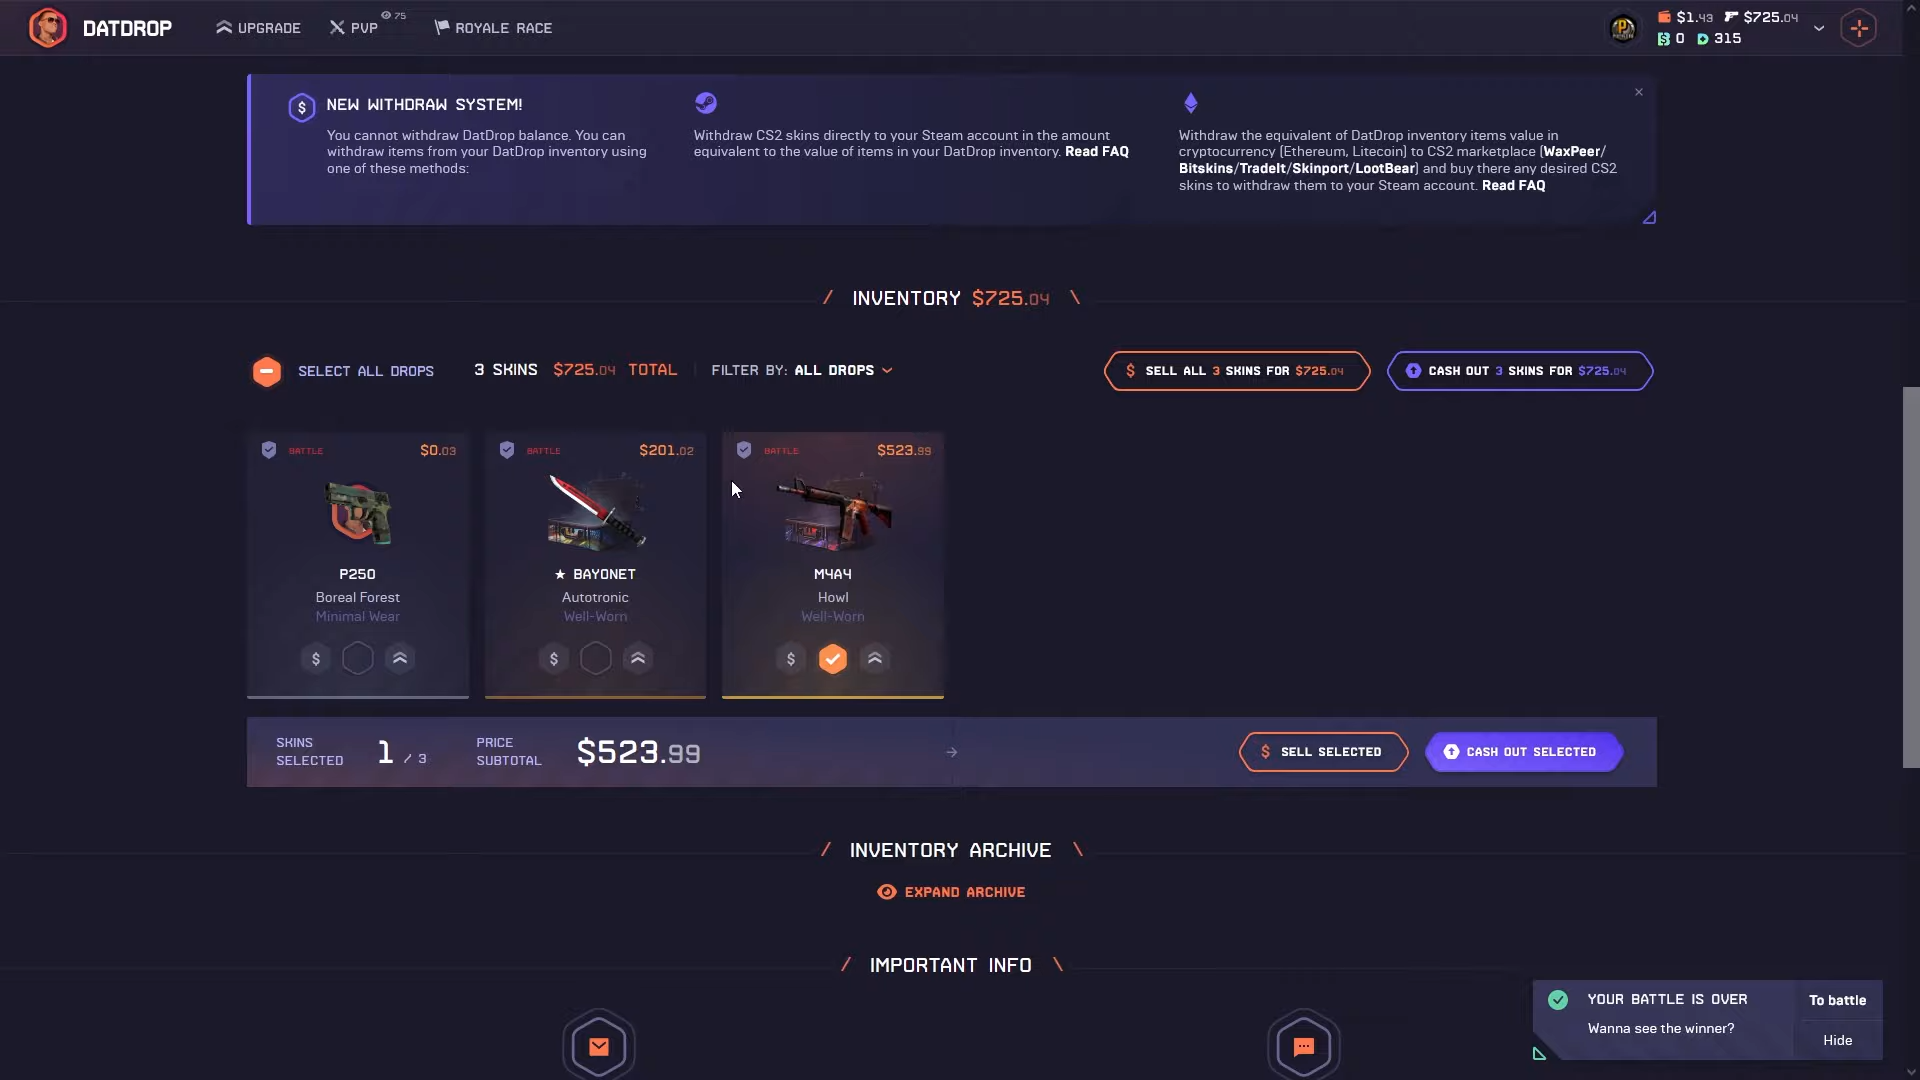 DATDROP
UPGRADE
PVP
75
ROYALE RACE
$1.43 $725.04
0 315
NEW WITHDRAW SYSTEM!
You cannot withdraw DatDrop balance. You can
withdraw items from your DatDrop inventory using
one of these methods:
Withdraw CS2 skins directly to your Steam account in the amount
equivalent to the value of items in your DatDrop inventory. Read FAQ
Withdraw the equivalent of DatDrop inventory items value in
cryptocurrency (Ethereum, Litecoin) to CS2 marketplace (WaxPeer/
Bitskins/TradeIt/Skinport/LootBear) and buy there any desired CS2
skins to withdraw them to your Steam account. Read FAQ
/ INVENTORY $725.04 \
SELECT ALL DROPS
3 SKINS $725.04 TOTAL
FILTER BY: ALL DROPS
$ SELL ALL 3 SKINS FOR $725.04
CASH OUT 3 SKINS FOR $725.04
BATTLE $0.03
P250
Boreal Forest
Minimal Wear
$
BATTLE $201.02
★ BAYONET
Autotronic
Well-Worn
$
BATTLE $523.99
M4A4
Howl
Well-Worn
$
SKINS
SELECTED
1 / 3
PRICE
SUBTOTAL
$523.99
→
$ SELL SELECTED
CASH OUT SELECTED
/ INVENTORY ARCHIVE \
EXPAND ARCHIVE
/ IMPORTANT INFO \
YOUR BATTLE IS OVER
Wanna see the winner?
To battle
Hide